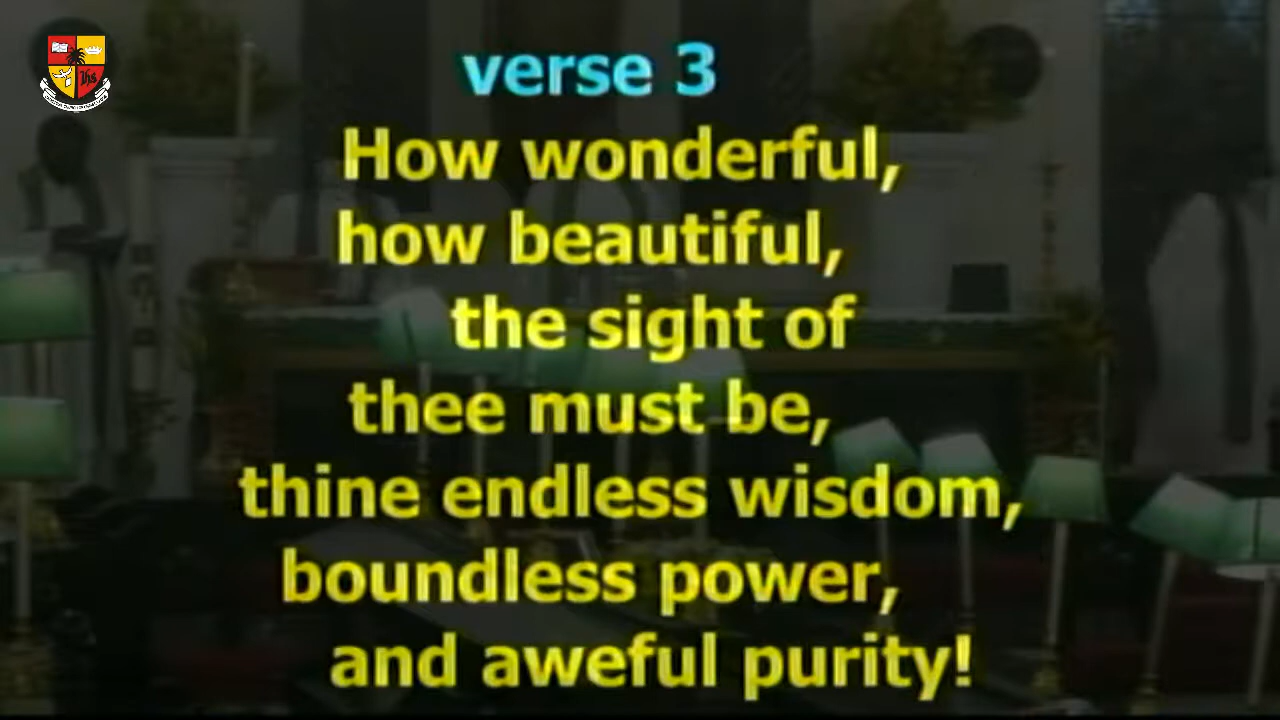 verse 3
How wonderful,
how beautiful,
the sight of
thee must be,
thine endless wisdom,
boundless power,
and aweful purity!